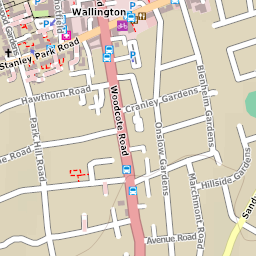 Wallington
Stanley Park Road
Hawthorn Road
Cranley Gardens
Blenheim Gardens
Woodcote Road
Park Hill Road
Onslow Gardens
Road
Hillside Gardens
Marchmont Road
Avenue Road